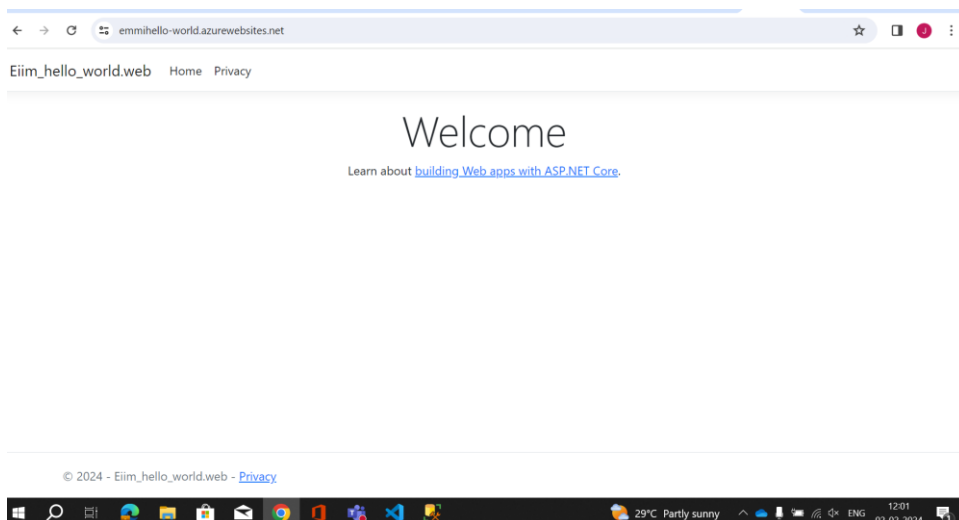 emmihello-world.azurewebsites.net
J
Eiim_hello_world.web Home Privacy
Welcome
Learn about building Web apps with ASP.NET Core.
© 2024 - Eiim_hello_world.web - Privacy
29°C Partly sunny ENG
12:01